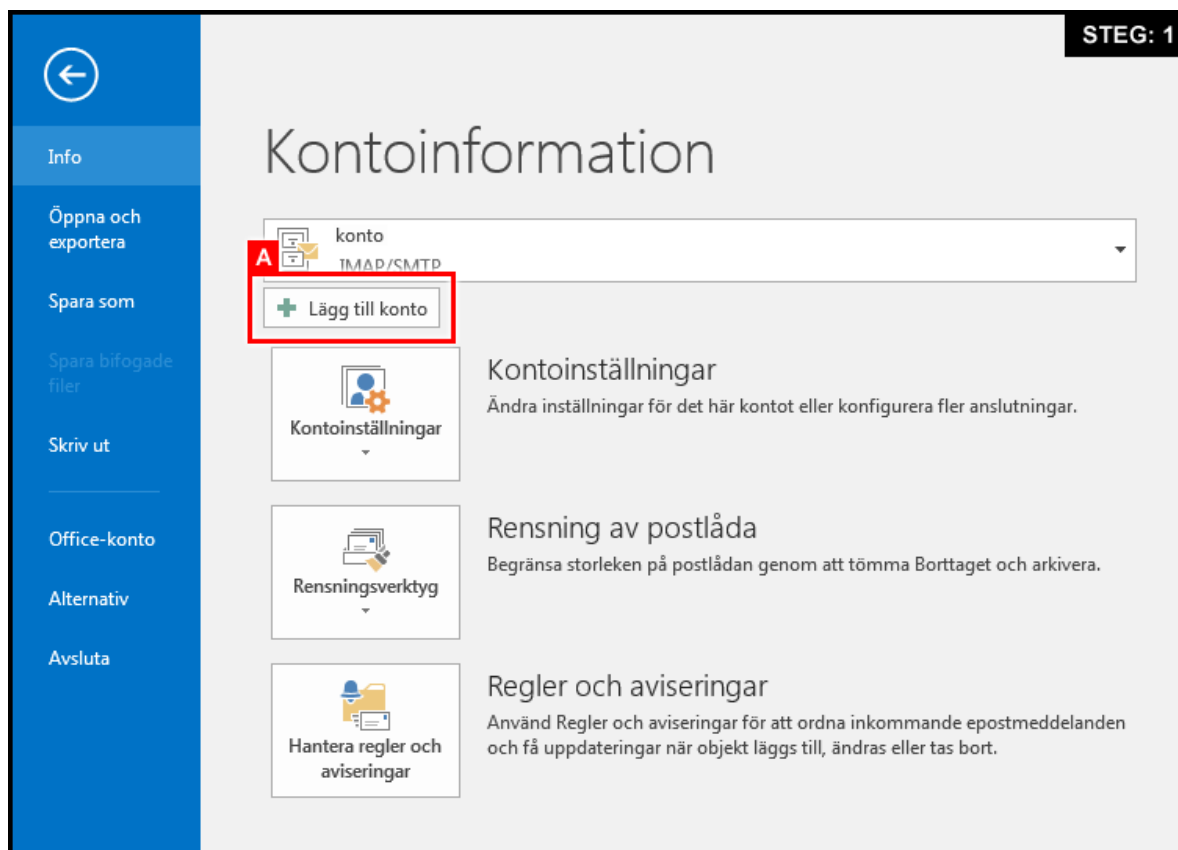 STEG: 1
Info
Öppna och
exportera
Spara som
Spara bifogade
filer
Skriv ut
Office-konto
Alternativ
Avsluta
Kontoinformation
konto
IMAP/SMTP
A
Lägg till konto
Kontoinställningar
Kontoinställningar
Ändra inställningar för det här kontot eller konfigurera fler anslutningar.
Rensningsverktyg
Rensning av postlåda
Begränsa storleken på postlådan genom att tömma Borttaget och arkivera.
Hantera regler och
aviseringar
Regler och aviseringar
Använd Regler och aviseringar för att ordna inkommande epostmeddelanden
och få uppdateringar när objekt läggs till, ändras eller tas bort.